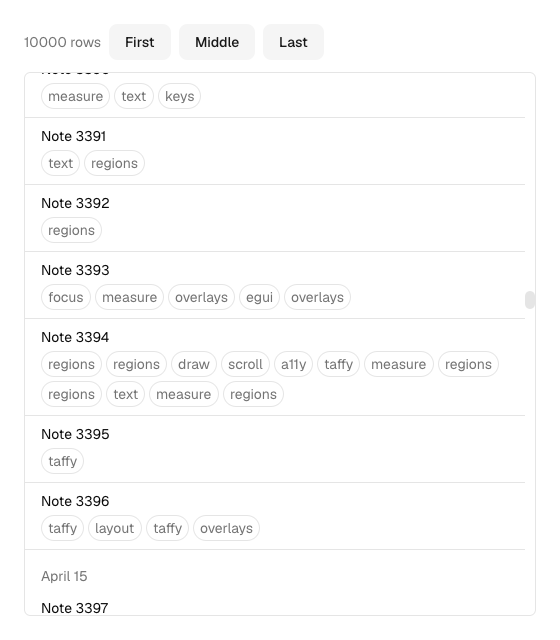 10000 rows First Middle Last
measure text keys
Note 3391
text regions
Note 3392
regions
Note 3393
focus measure overlays egui overlays
Note 3394
regions regions draw scroll a11y taffy measure regions
regions text measure regions
Note 3395
taffy
Note 3396
taffy layout taffy overlays
April 15
Note 3397